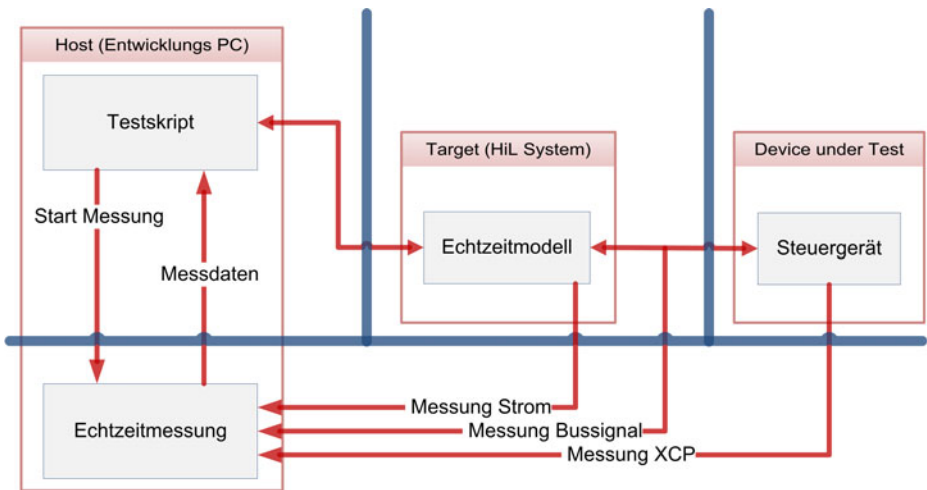 Host (Entwicklungs PC)
Testskript
Target (HiL System)
Device under Test
Start Messung
Echtzeitmodell
Steuergerät
Messdaten
Echtzeitmessung
Messung Strom
Messung Bussignal
Messung XCP